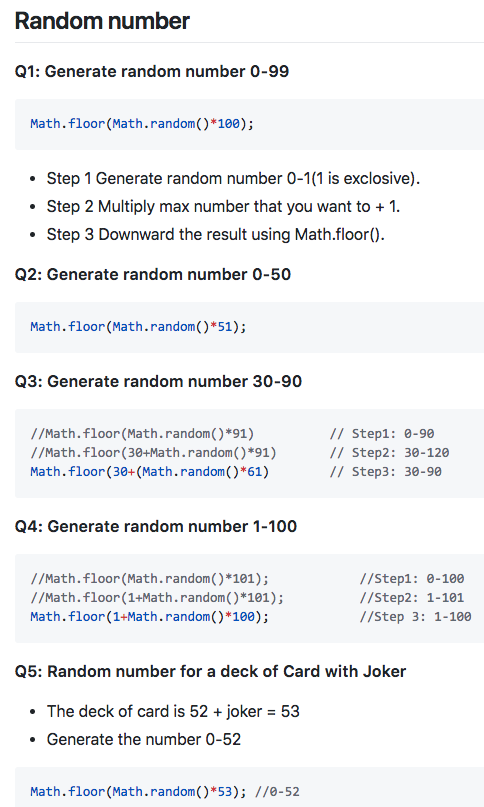 Random number
Q1: Generate random number 0-99
Math.floor(Math.random()*100);
Step 1 Generate random number 0-1(1 is exclosive).
Step 2 Multiply max number that you want to + 1.
Step 3 Downward the result using Math.floor().
Q2: Generate random number 0-50
Math.floor(Math.random()*51);
Q3: Generate random number 30-90
//Math.floor(Math.random()*91) // Step1: 0-90
//Math.floor(30+Math.random()*91) // Step2: 30-120
Math.floor(30+(Math.random()*61) // Step3: 30-90
Q4: Generate random number 1-100
//Math.floor(Math.random()*101); //Step1: 0-100
//Math.floor(1+Math.random()*101); //Step2: 1-101
Math.floor(1+Math.random()*100); //Step 3: 1-100
Q5: Random number for a deck of Card with Joker
The deck of card is 52 + joker = 53
Generate the number 0-52
Math.floor(Math.random()*53); //0-52